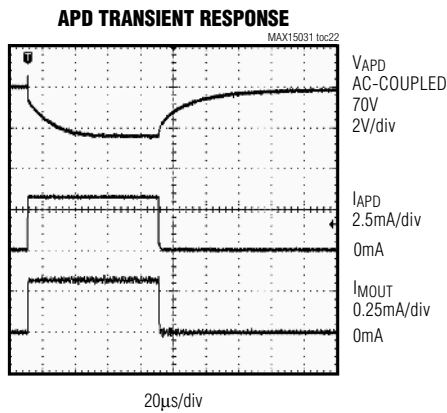 APD TRANSIENT RESPONSE
MAX15031 toc22
T
VAPD
AC-COUPLED
70V
2V/div
IAPD
2.5mA/div
0mA
IMOUT
0.25mA/div
0mA
20μs/div